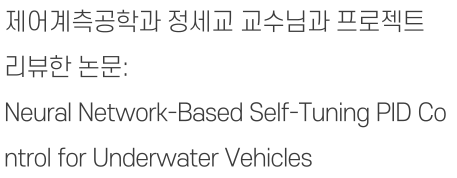 제어계측공학과 정세교 교수님과 프로젝트
리뷰한 논문:
Neural Network-Based Self-Tuning PID Co
ntrol for Underwater Vehicles